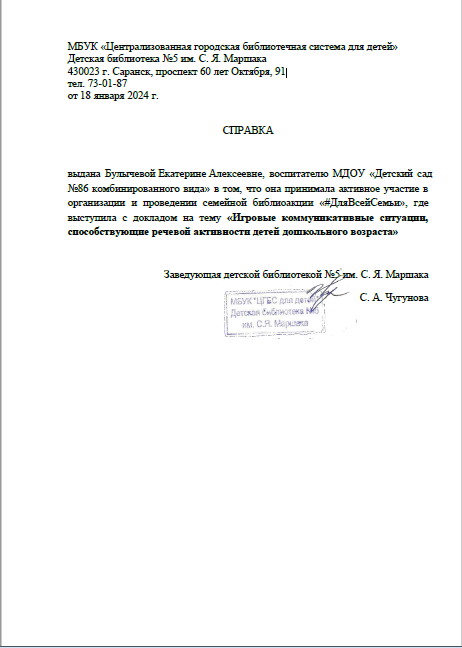 МБУК «Централизованная городская библиотечная система для детей»
Детская библиотека №5 им. С. Я. Маршака
430023 г. Саранск, проспект 60 лет Октября, 91
тел. 73-01-87
от 18 января 2024 г.
СПРАВКА
выдана Булычевой Екатерине Алексеевне, воспитателю МДОУ «Детский сад
№86 комбинированного вида» в том, что она принимала активное участие в
организации и проведении семейной библиоакции «#ДляВсейСемьи», где
выступила с докладом на тему «Игровые коммуникативные ситуации,
способствующие речевой активности детей дошкольного возраста»
Заведующая детской библиотекой №5 им. С. Я. Маршака
С. А. Чугунова
МБУК "ЦГБС для детей"
Детская библиотека №5
им. С.Я. Маршака